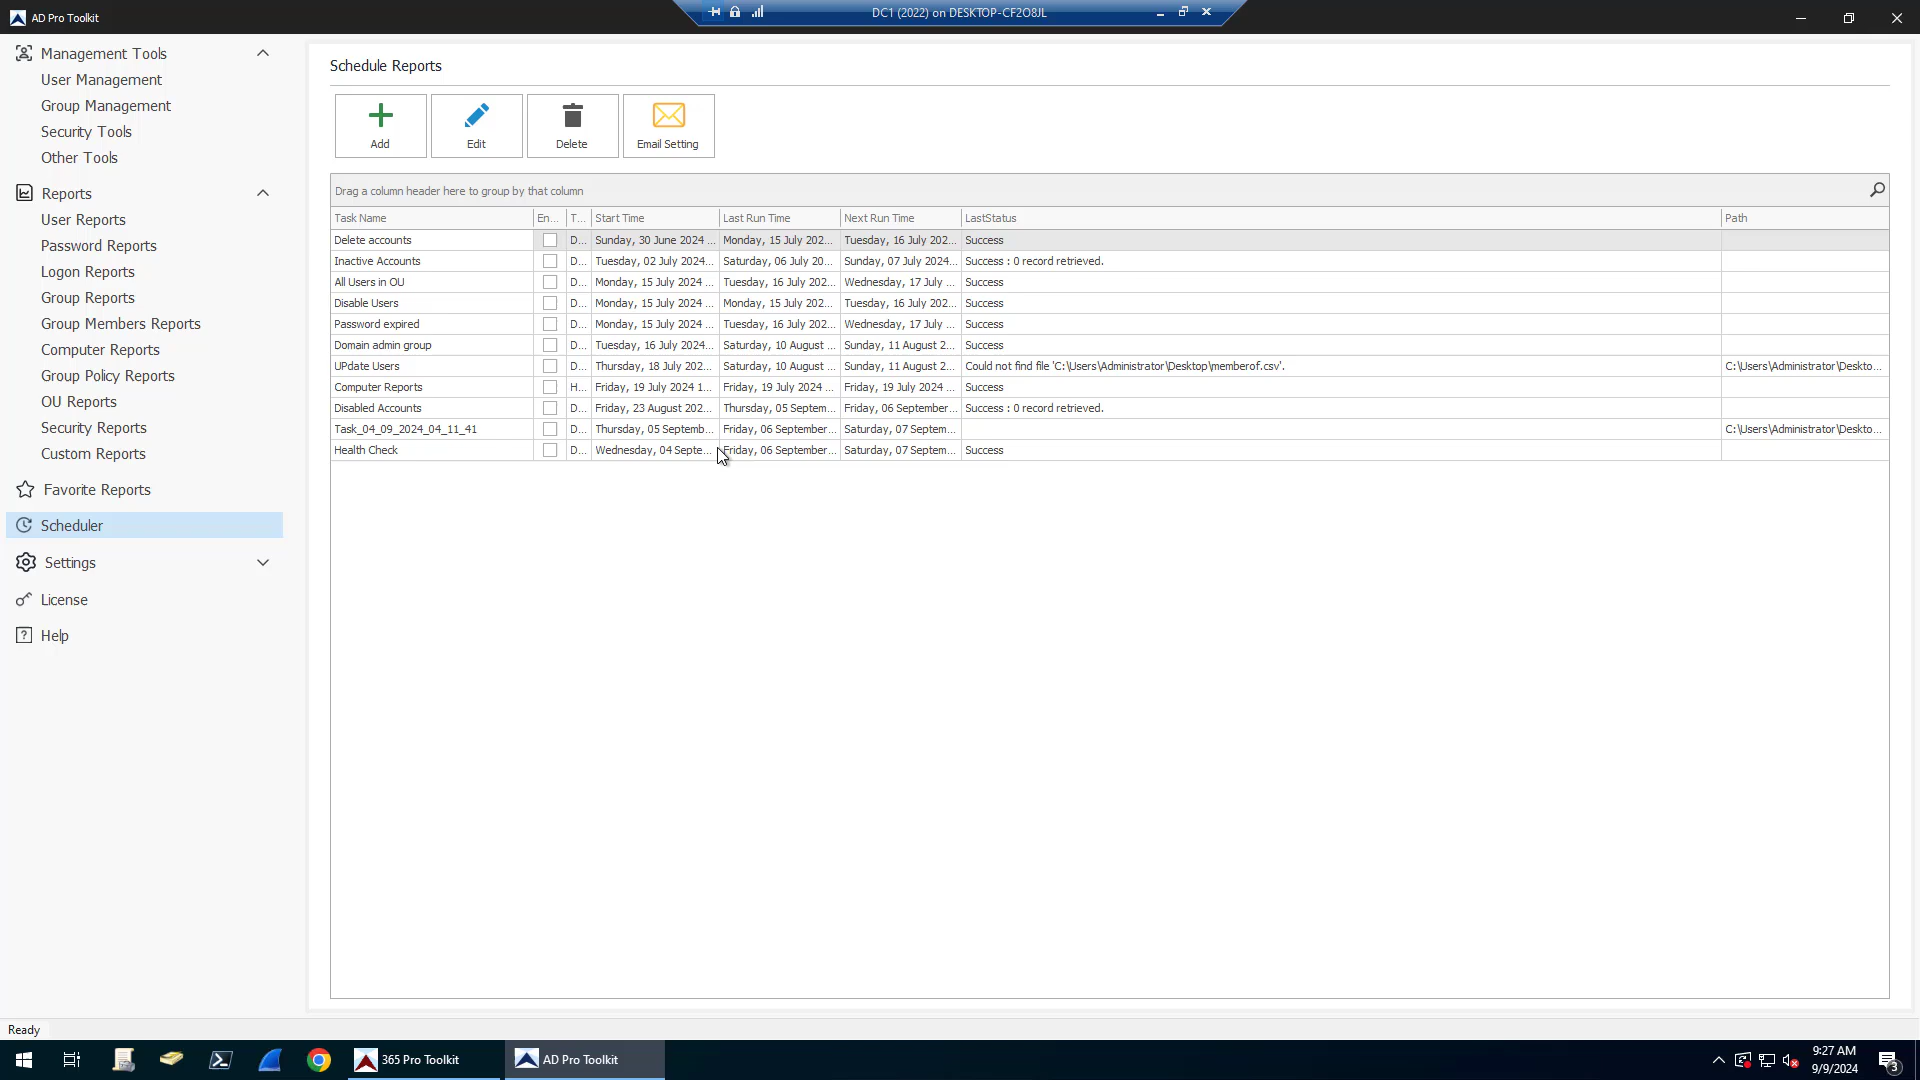 AD Pro Toolkit
DC1 (2022) on DESKTOP-CF2O8JL
Management Tools
User Management
Group Management
Security Tools
Other Tools
Reports
User Reports
Password Reports
Logon Reports
Group Reports
Group Members Reports
Computer Reports
Group Policy Reports
OU Reports
Security Reports
Custom Reports
Favorite Reports
Scheduler
Settings
License
Help
Schedule Reports
Add Edit Delete Email Setting
Drag a column header here to group by that column
Task Name En... T... Start Time Last Run Time Next Run Time LastStatus Path
Delete accounts D... Sunday, 30 June 2024 ... Monday, 15 July 202... Tuesday, 16 July 202... Success
Inactive Accounts D... Tuesday, 02 July 2024... Saturday, 06 July 20... Sunday, 07 July 2024... Success : 0 record retrieved.
All Users in OU D... Monday, 15 July 2024 ... Tuesday, 16 July 202... Wednesday, 17 July ... Success
Disable Users D... Monday, 15 July 2024 ... Monday, 15 July 202... Tuesday, 16 July 202... Success
Password expired D... Monday, 15 July 2024 ... Tuesday, 16 July 202... Wednesday, 17 July ... Success
Domain admin group D... Tuesday, 16 July 2024... Saturday, 10 August ... Sunday, 11 August 2... Success
UPdate Users D... Thursday, 18 July 202... Saturday, 10 August ... Sunday, 11 August 2... Could not find file 'C:\Users\Administrator\Desktop\memberof.csv'. C:\Users\Administrator\Deskto...
Computer Reports H... Friday, 19 July 2024 1... Friday, 19 July 2024 ... Friday, 19 July 2024 ... Success
Disabled Accounts D... Friday, 23 August 202... Thursday, 05 Septem... Friday, 06 September... Success : 0 record retrieved.
Task_04_09_2024_04_11_41 D... Thursday, 05 Septemb... Friday, 06 September... Saturday, 07 Septem... C:\Users\Administrator\Deskto...
Health Check D... Wednesday, 04 Septe... Friday, 06 September... Saturday, 07 Septem... Success
Ready
365 Pro Toolkit
AD Pro Toolkit
9:27 AM
9/9/2024
3